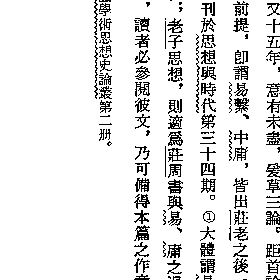 又十五年，意有未盡，爰草三論。距首
前提，卽謂易繫、中庸，皆出莊老之後。
刊於思想與時代第三十四期。①大體謂
；老子思想，則適爲莊周書與易、庸之
，讀者必參閱彼文，乃可備得本篇之作意
學術思想史論叢第二册。